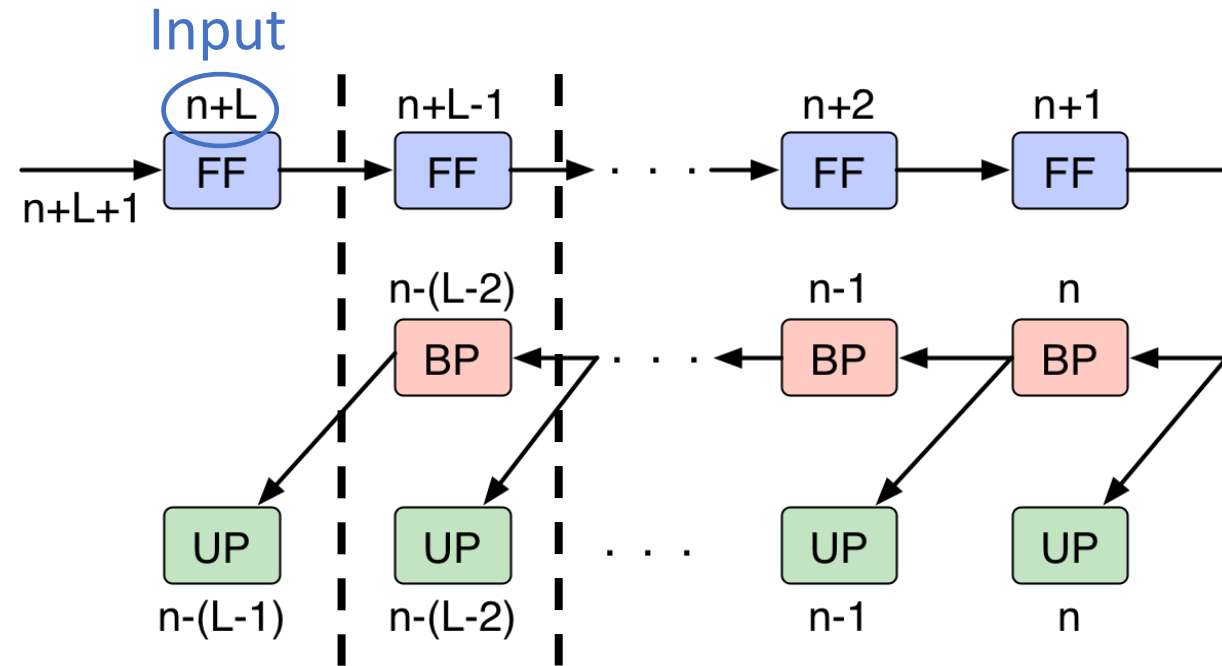 Input
n+L
n+L-1
n+2
n+1
FF
FF
. . .
FF
FF
n+L+1
n-(L-2)
n-1
n
BP
. . .
BP
BP
UP
UP
. . .
UP
UP
n-(L-1)
n-(L-2)
n-1
n